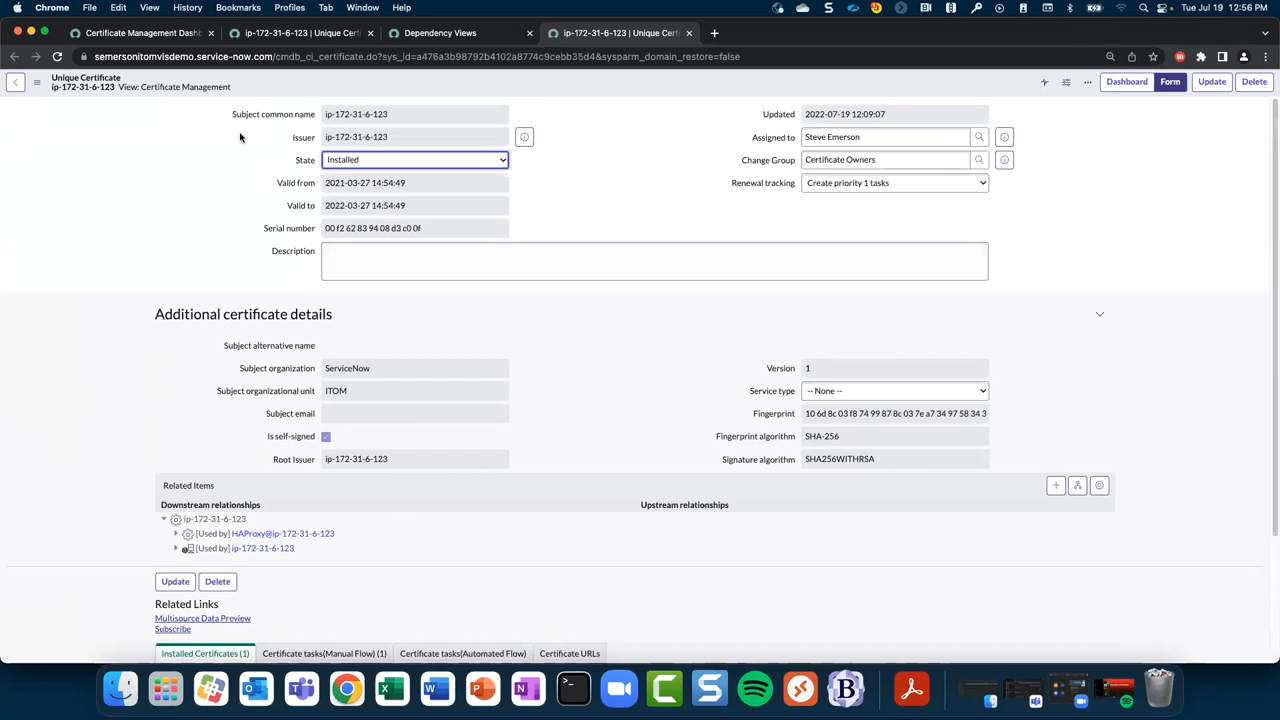 Chrome File Edit View History Bookmarks Profiles Tab Window Help Tue Jul 19 12:56 PM
Certificate Management Dashb ip-172-31-6-123 | Unique Cert Dependency Views ip-172-31-6-123 | Unique Cert
semersonitomvisdemo.service-now.com/cmdb_ci_certificate.do?sys_id=a476a3b98792b4102a8774c9cebb35d4&sysparm_domain_restore=false
Unique Certificate
ip-172-31-6-123 View: Certificate Management
Dashboard Form Update Delete
Subject common name ip-172-31-6-123 Updated 2022-07-19 12:09:07
Issuer ip-172-31-6-123 Assigned to Steve Emerson
State Installed Change Group Certificate Owners
Valid from 2021-03-27 14:54:49 Renewal tracking Create priority 1 tasks
Valid to 2022-03-27 14:54:49
Serial number 00 f2 62 83 94 08 d3 c0 0f
Description
Additional certificate details
Subject alternative name
Subject organization ServiceNow Version 1
Subject organizational unit ITOM Service type -- None --
Subject email Fingerprint 10 6d 8c 03 f8 74 99 87 8c 03 7e a7 34 97 58 34 3
Is self-signed Fingerprint algorithm SHA-256
Root Issuer ip-172-31-6-123 Signature algorithm SHA256WITHRSA
Related Items
Downstream relationships Upstream relationships
ip-172-31-6-123
[Used by] HAProxy@ip-172-31-6-123
[Used by] ip-172-31-6-123
Update Delete
Related Links
Multisource Data Preview
Subscribe
Installed Certificates (1) Certificate tasks(Manual Flow) (1) Certificate tasks(Automated Flow) Certificate URLs